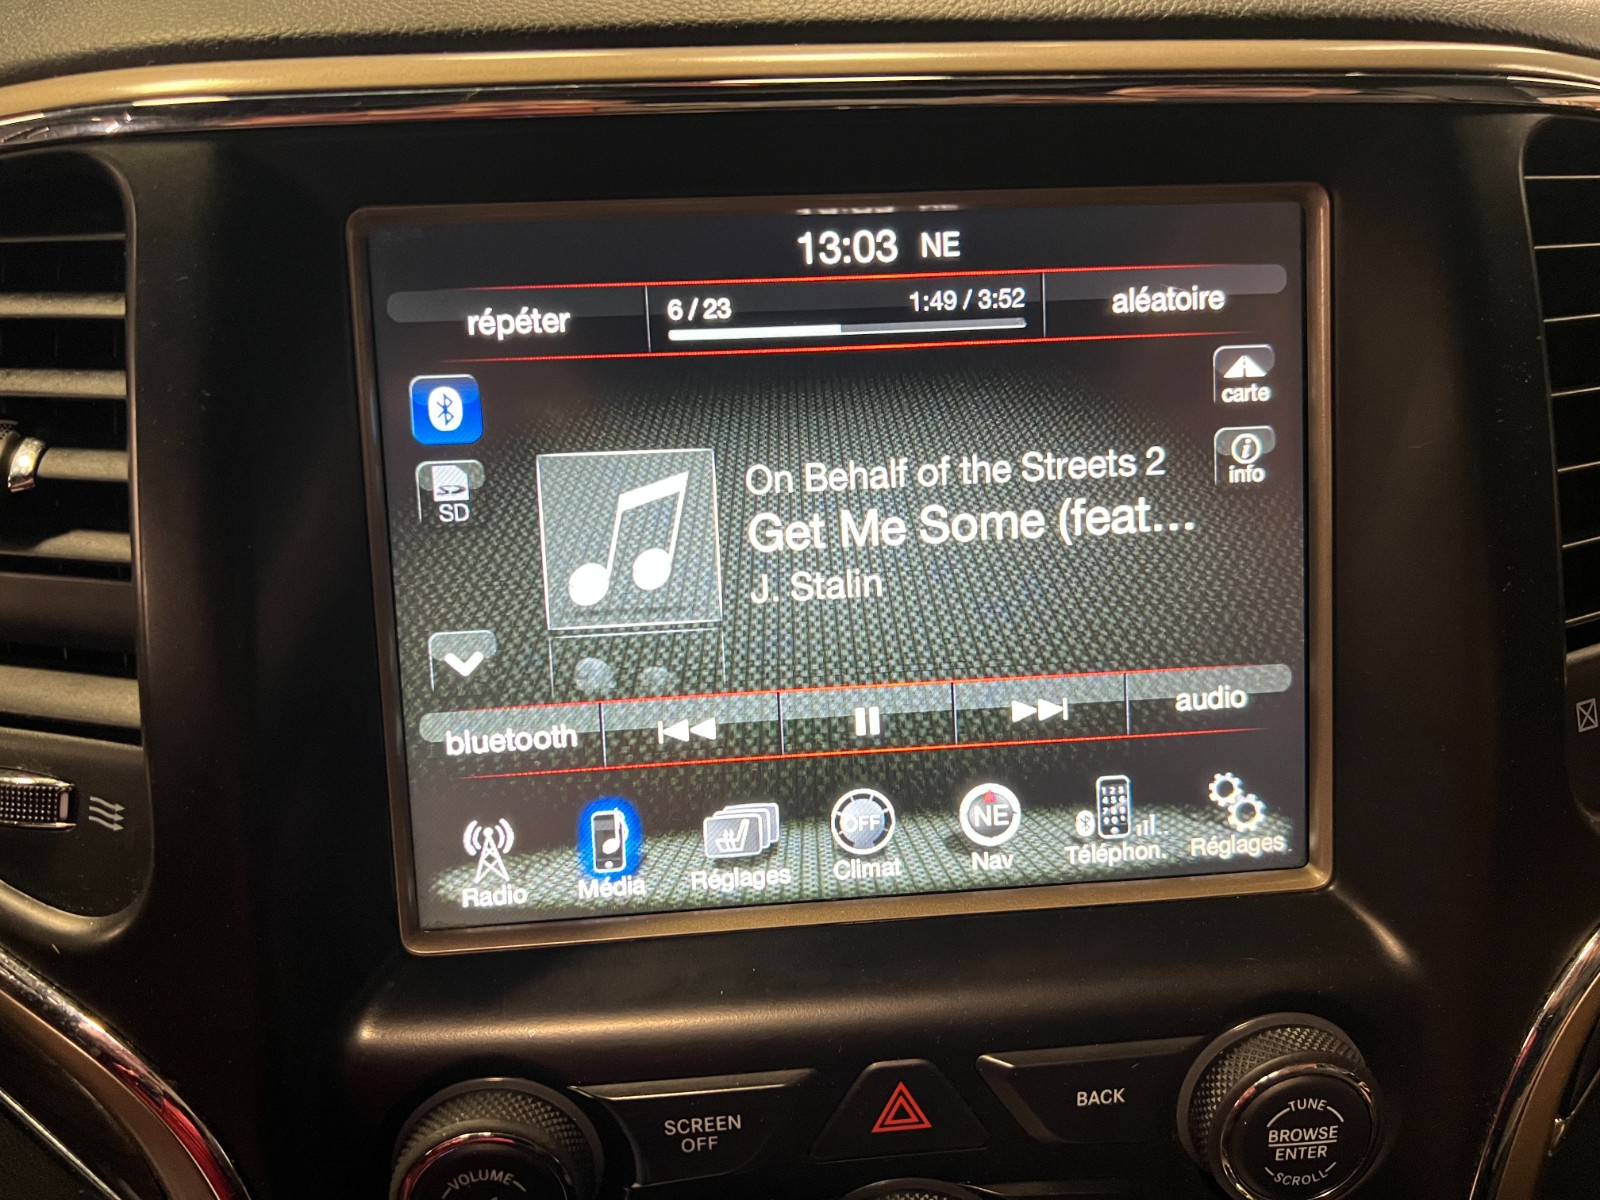 13:03 NE
répéter
6 / 23
1:49 / 3:52
aléatoire
carte
SD
info
On Behalf of the Streets 2
Get Me Some (feat...
J. Stalin
bluetooth
audio
OFF
NE
Radio
Média
Réglages
Climat
Nav
Téléphon.
Réglages
SCREEN
OFF
BACK
VOLUME
TUNE
BROWSE
ENTER
SCROLL